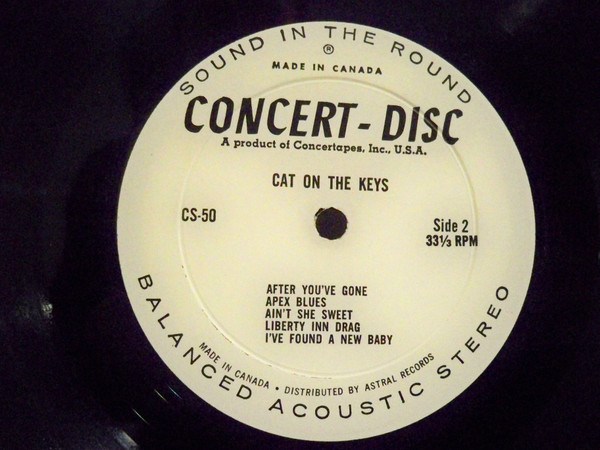 SOUND IN THE ROUND
®
MADE IN CANADA
CONCERT-DISC
A product of Concertapes, Inc., U.S.A.
CAT ON THE KEYS
CS-50
Side 2
33⅓ RPM
AFTER YOU'VE GONE
APEX BLUES
AIN'T SHE SWEET
LIBERTY INN DRAG
I'VE FOUND A NEW BABY
MADE IN CANADA • DISTRIBUTED BY ASTRAL RECORDS
BALANCED ACOUSTIC STEREO